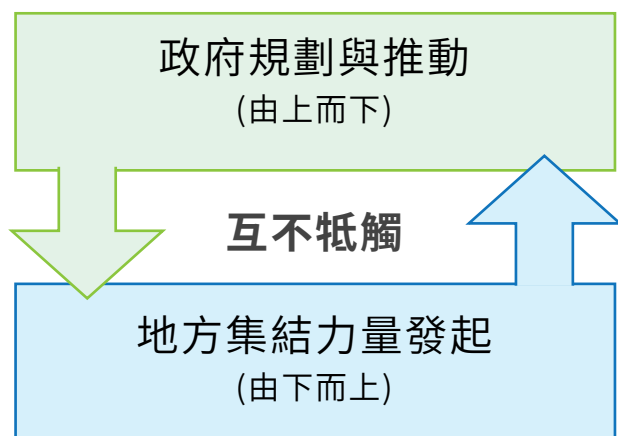 政府規劃與推動
(由上而下)
互不牴觸
地方集結力量發起
(由下而上)